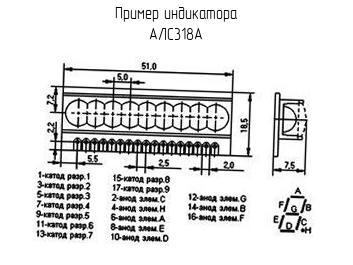 Пример индикатора
АЛС318А
51,0
5,0
7,2
2,2
18,5
5.5
2,5
2,0
7,5
1-катод разр.1
3-катод разр.2
5-катод разр.3
7-катод разр.4
9-катод разр.5
11-катод разр.6
13-катод разр.7
15-катод разр.8
17-катод разр.9
2-анод элем.C
4-анод элем.H
6-анод элем.A
8-анод элем.E
10-анод элем.D
12-анод элем.G
14-анод элем.B
16-анод элем.F
A
F G B
E D C
H